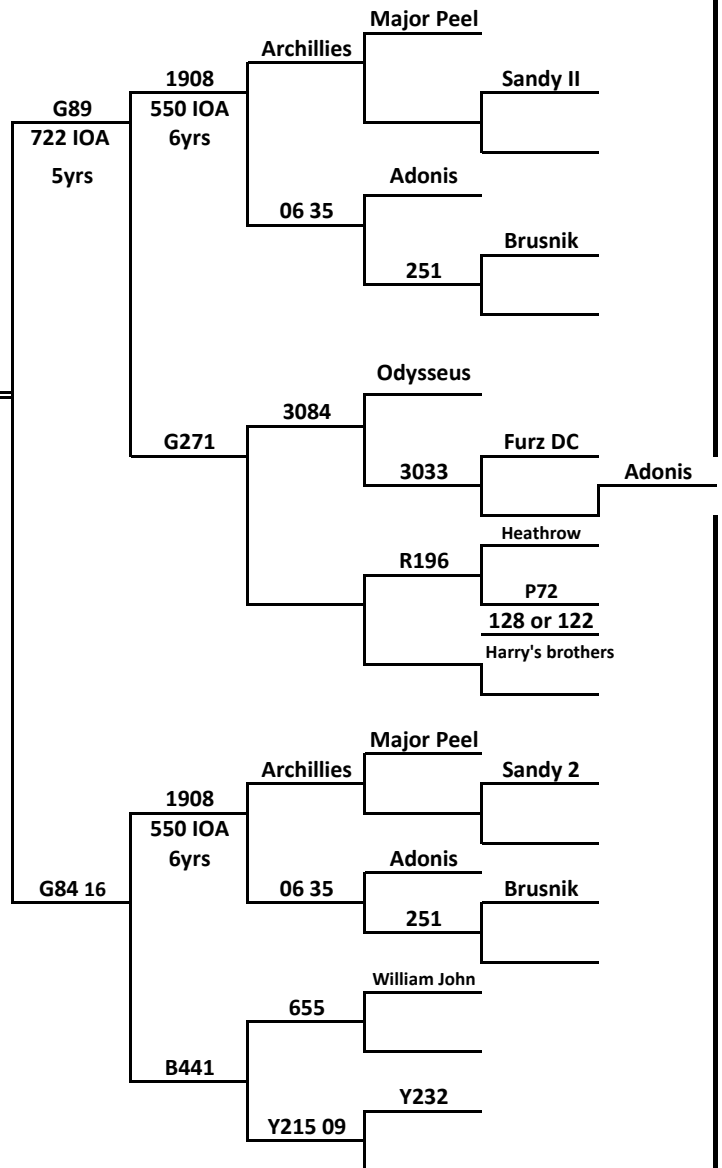 Major Peel
Archillies
1908
Sandy II
G89
550 IOA
722 IOA
6yrs
5yrs
Adonis
06 35
Brusnik
251
Odysseus
3084
G271
Furz DC
3033
Adonis
Heathrow
R196
P72
128 or 122
Harry's brothers
Major Peel
Archillies
Sandy 2
1908
550 IOA
6yrs
Adonis
G84 16
06 35
Brusnik
251
William John
655
B441
Y232
Y215 09